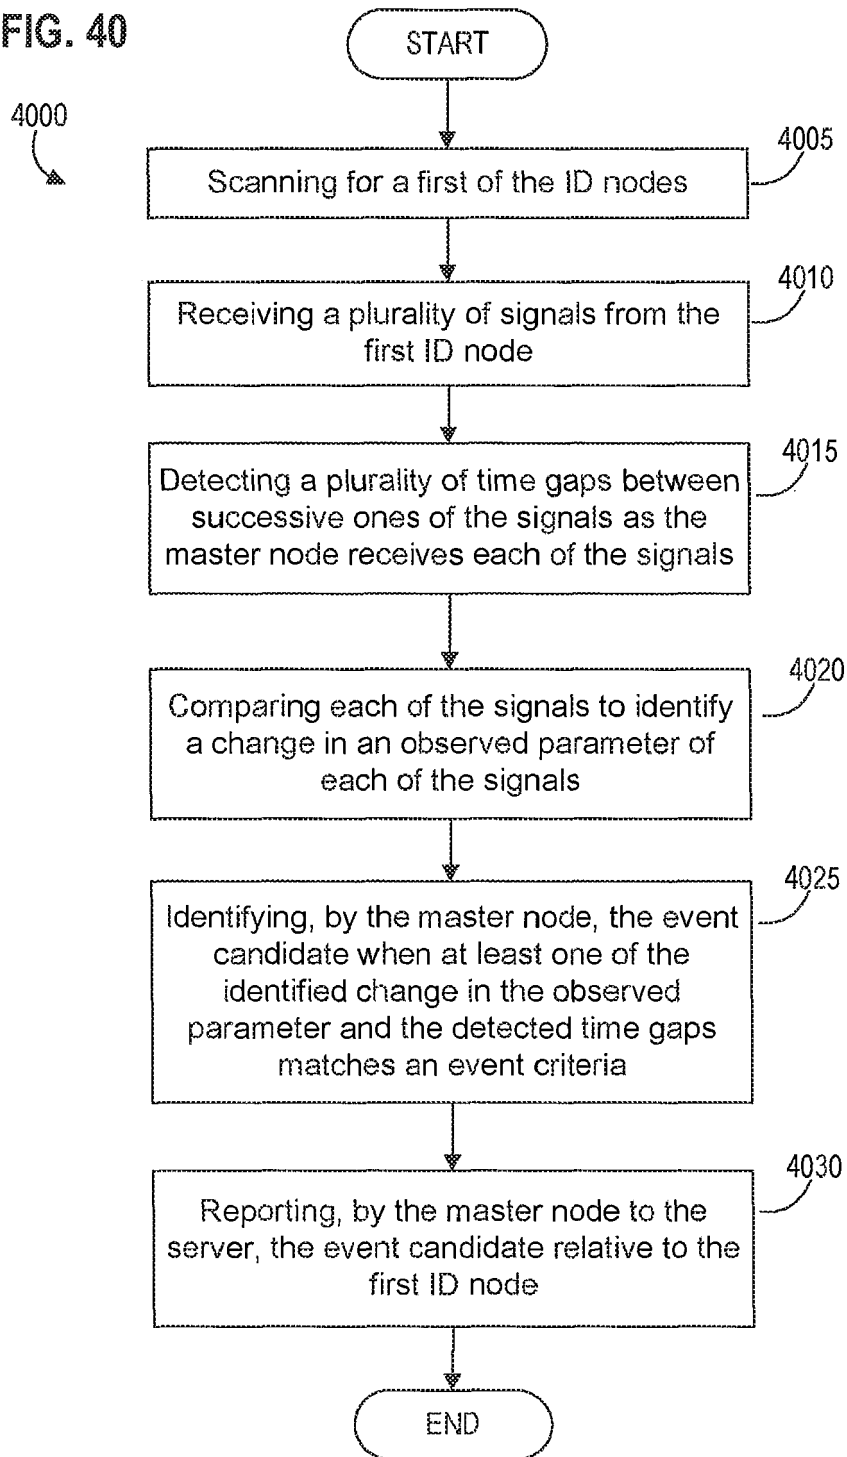 FIG. 40
START
4000
4005
Scanning for a first of the ID nodes
4010
Receiving a plurality of signals from the
first ID node
4015
Detecting a plurality of time gaps between
successive ones of the signals as the
master node receives each of the signals
4020
Comparing each of the signals to identify
a change in an observed parameter of
each of the signals
4025
Identifying, by the master node, the event
candidate when at least one of the
identified change in the observed
parameter and the detected time gaps
matches an event criteria
4030
Reporting, by the master node to the
server, the event candidate relative to the
first ID node
END